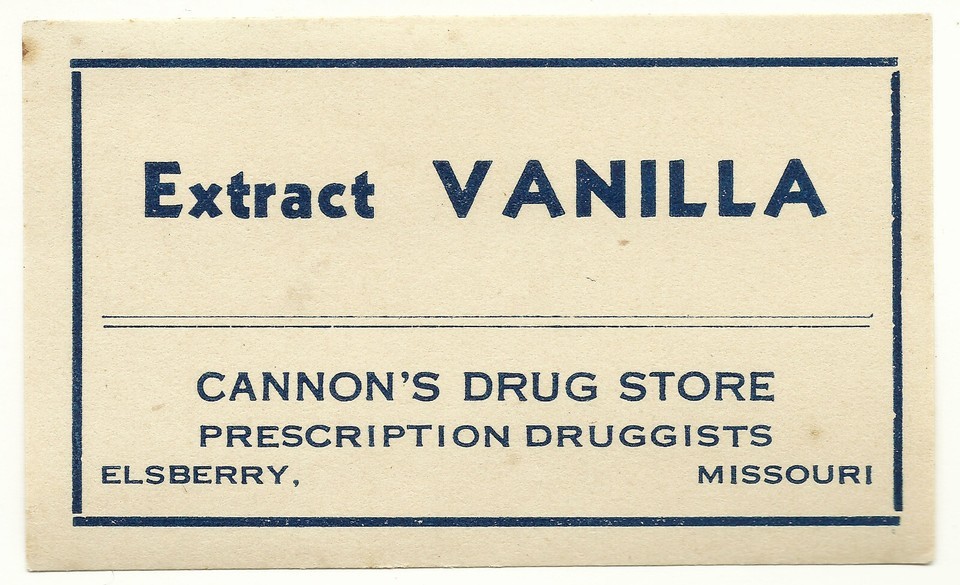 Extract VANILLA
CANNON'S DRUG STORE
PRESCRIPTION DRUGGISTS
ELSBERRY, MISSOURI